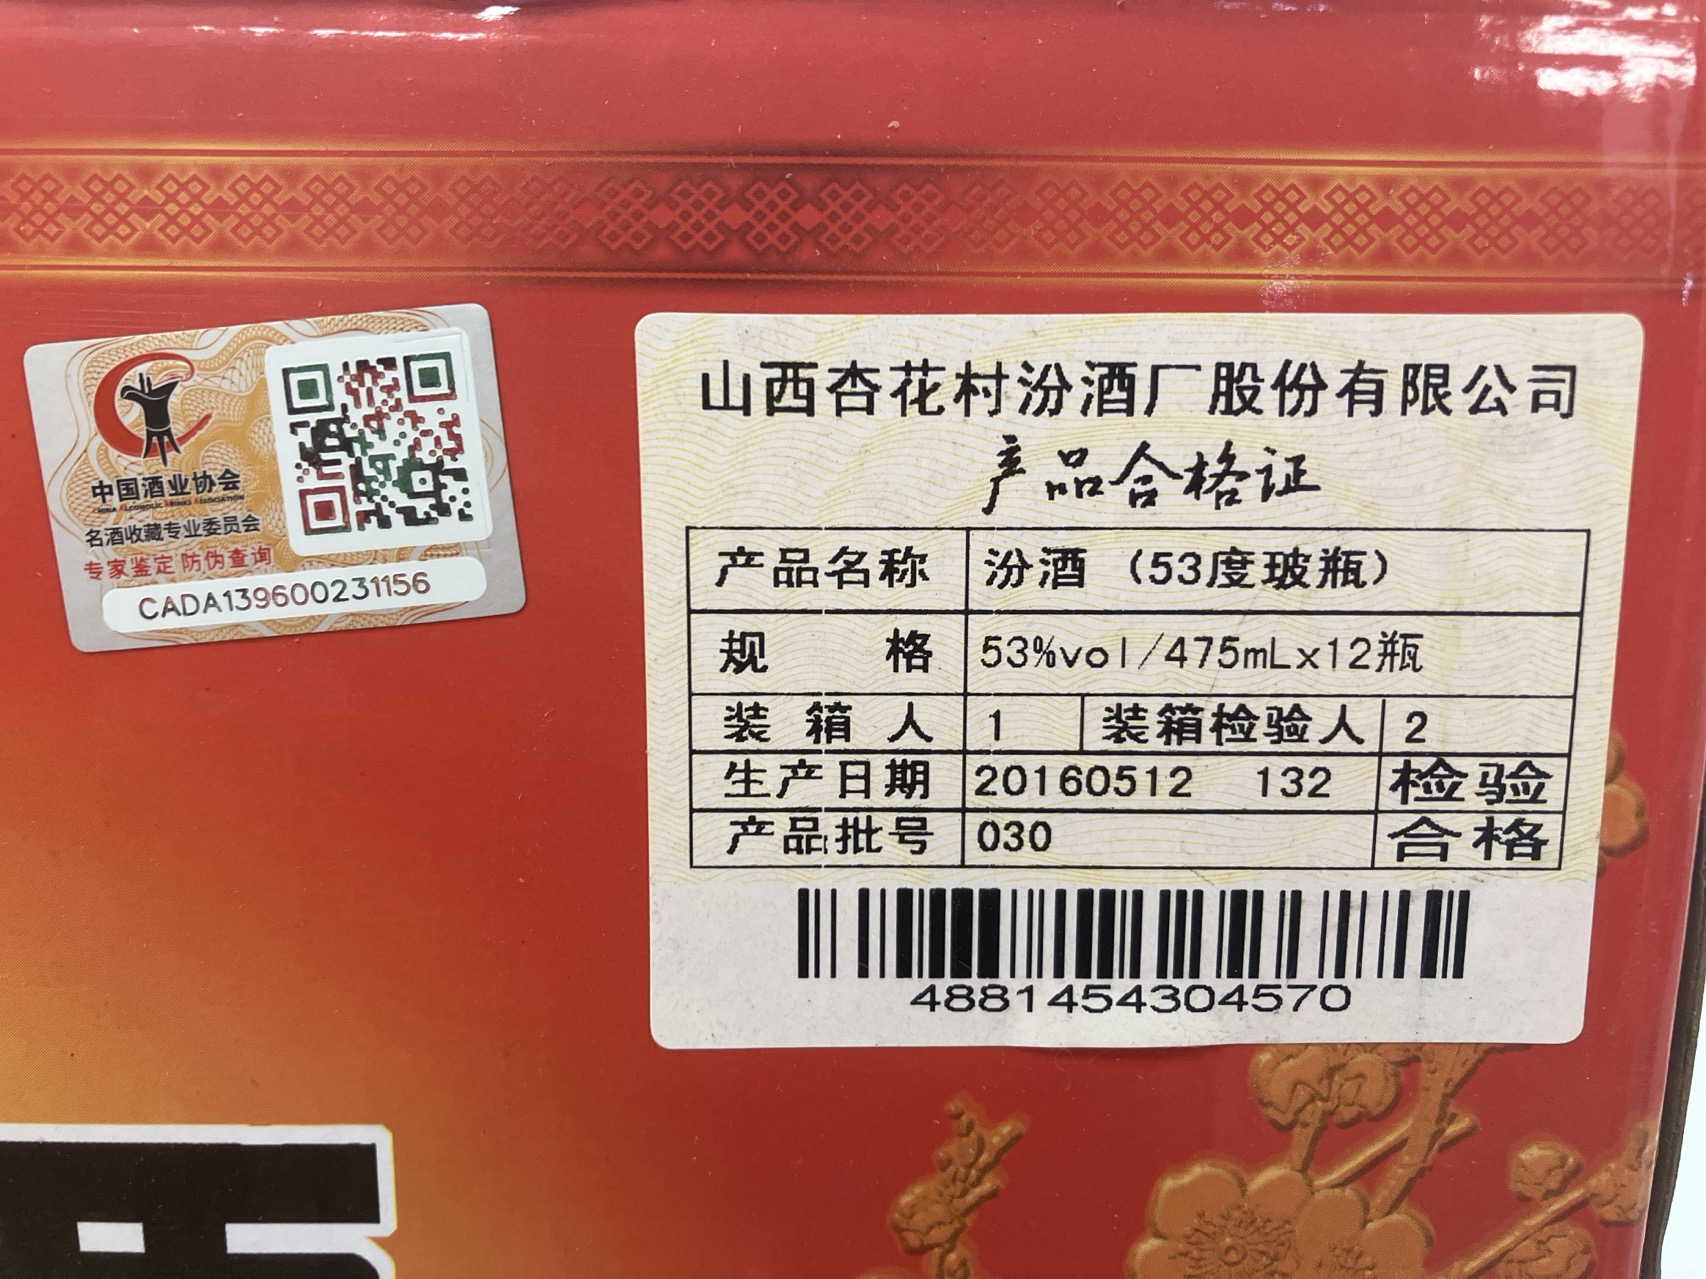 中国酒业协会
CHINA ALCOHOLIC DRINKS ASSOCIATION
名酒收藏专业委员会
专家鉴定 防伪查询
CADA139600231156
山西杏花村汾酒厂股份有限公司
产品合格证
产品名称 汾酒（53度玻瓶）
规 格 53%vol/475mLx12瓶
装箱人 1 装箱检验人 2
生产日期 20160512 132 检验
产品批号 030 合格
4881454304570